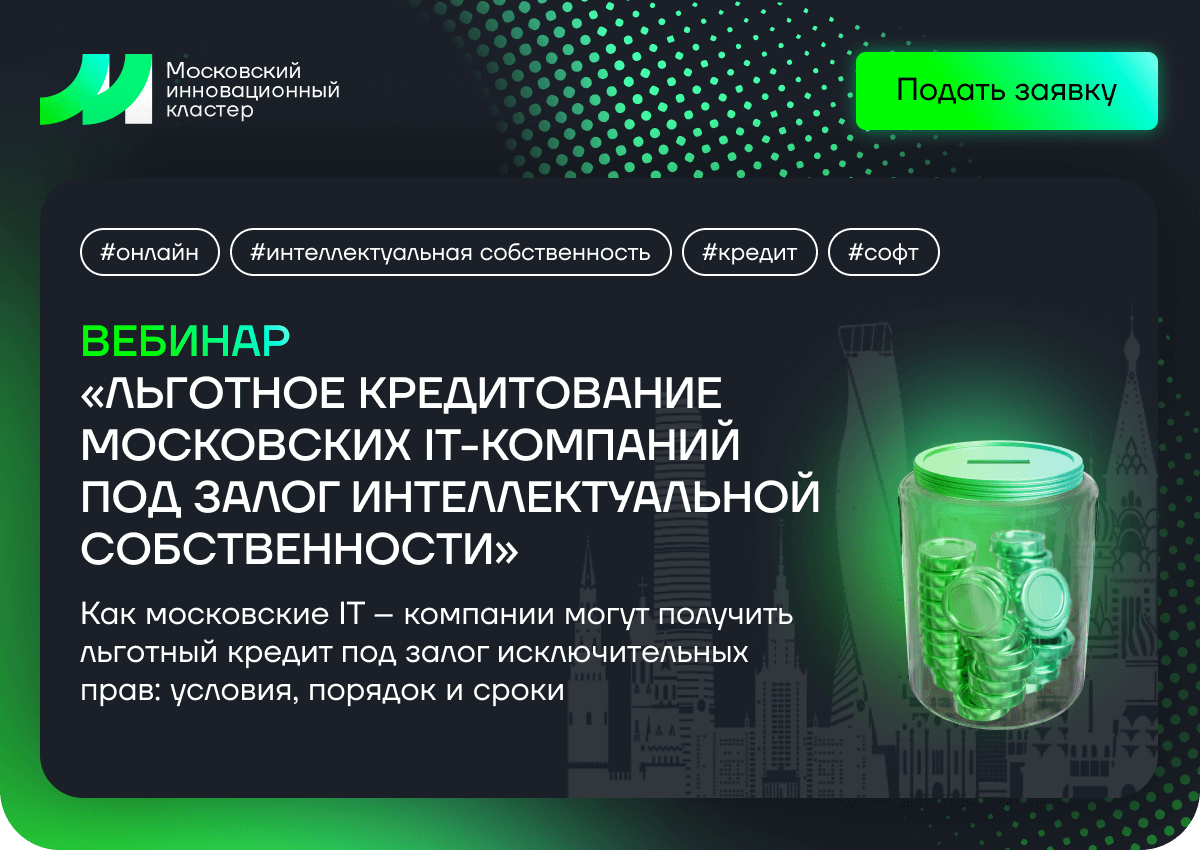 Московский
инновационный
кластер
Подать заявку
#онлайн
#интеллектуальная собственность
#кредит
#софт
ВЕБИНАР
«ЛЬГОТНОЕ КРЕДИТОВАНИЕ
МОСКОВСКИХ IT-КОМПАНИЙ
ПОД ЗАЛОГ ИНТЕЛЛЕКТУАЛЬНОЙ
СОБСТВЕННОСТИ»
Как московские IT – компании могут получить
льготный кредит под залог исключительных
прав: условия, порядок и сроки